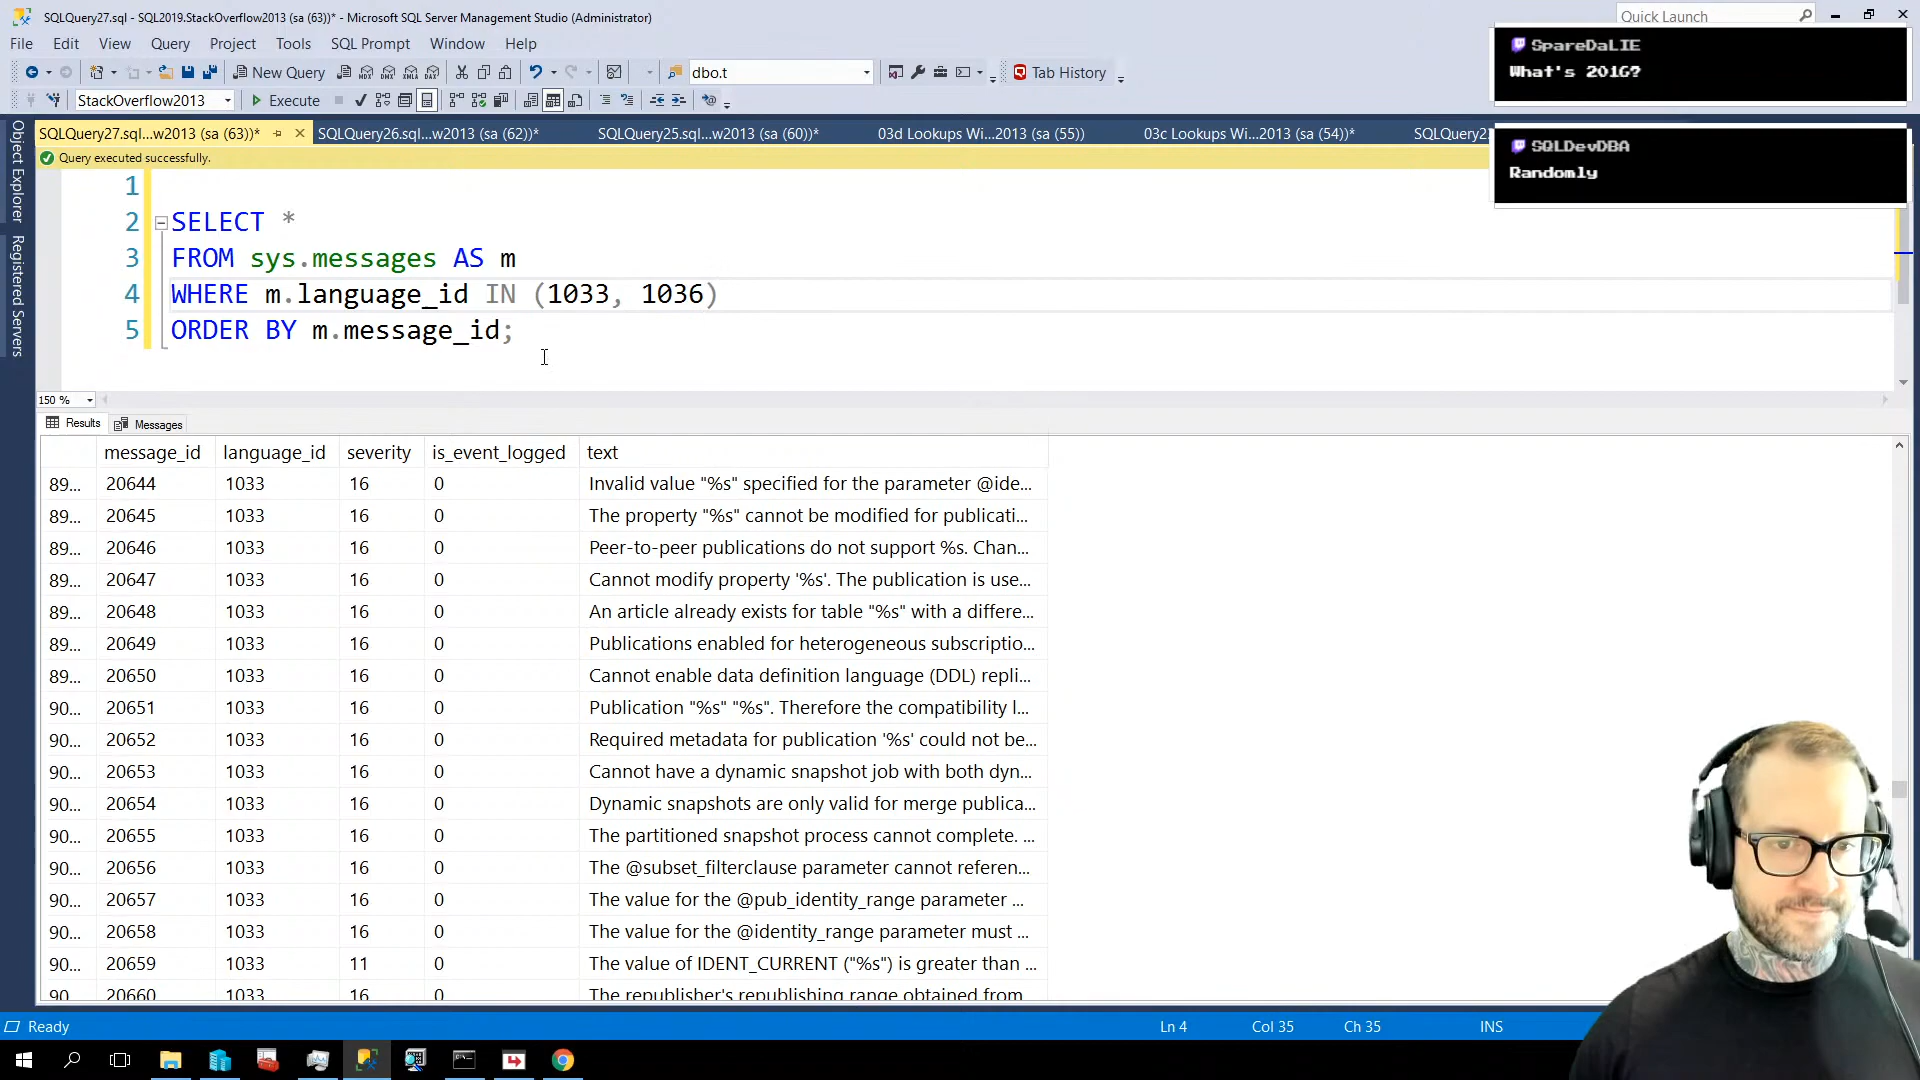 SQLQuery27.sql - SQL2019.StackOverflow2013 (sa (63))* - Microsoft SQL Server Management Studio (Administrator)
Quick Launch
File Edit View Query Project Tools SQL Prompt Window Help
New Query
dbo.t
Tab History
StackOverflow2013
Execute
SpareDaLIE
What's 2016?
SQLDevDBA
Randomly
SQLQuery27.sql...w2013 (sa (63))*
SQLQuery26.sql...w2013 (sa (62))*
SQLQuery25.sql...w2013 (sa (60))*
03d Lookups Wi...2013 (sa (55))
03c Lookups Wi...2013 (sa (54))*
Query executed successfully.
Object Explorer
Registered Servers
1
2 SELECT *
3 FROM sys.messages AS m
4 WHERE m.language_id IN (1033, 1036)
5 ORDER BY m.message_id;
150 %
Results Messages
message_id language_id severity is_event_logged text
89... 20644 1033 16 0 Invalid value "%s" specified for the parameter @ide...
89... 20645 1033 16 0 The property "%s" cannot be modified for publicati...
89... 20646 1033 16 0 Peer-to-peer publications do not support %s. Chan...
89... 20647 1033 16 0 Cannot modify property '%s'. The publication is use...
89... 20648 1033 16 0 An article already exists for table "%s" with a differe...
89... 20649 1033 16 0 Publications enabled for heterogeneous subscriptio...
89... 20650 1033 16 0 Cannot enable data definition language (DDL) repli...
90... 20651 1033 16 0 Publication "%s" "%s". Therefore the compatibility l...
90... 20652 1033 16 0 Required metadata for publication '%s' could not be...
90... 20653 1033 16 0 Cannot have a dynamic snapshot job with both dyn...
90... 20654 1033 16 0 Dynamic snapshots are only valid for merge publica...
90... 20655 1033 16 0 The partitioned snapshot process cannot complete. ...
90... 20656 1033 16 0 The @subset_filterclause parameter cannot referen...
90... 20657 1033 16 0 The value for the @pub_identity_range parameter ...
90... 20658 1033 16 0 The value for the @identity_range parameter must ...
90... 20659 1033 11 0 The value of IDENT_CURRENT ("%s") is greater than ...
90 20660 1033 16 0 The republisher's republishing range obtained from
Ready
Ln 4 Col 35 Ch 35 INS